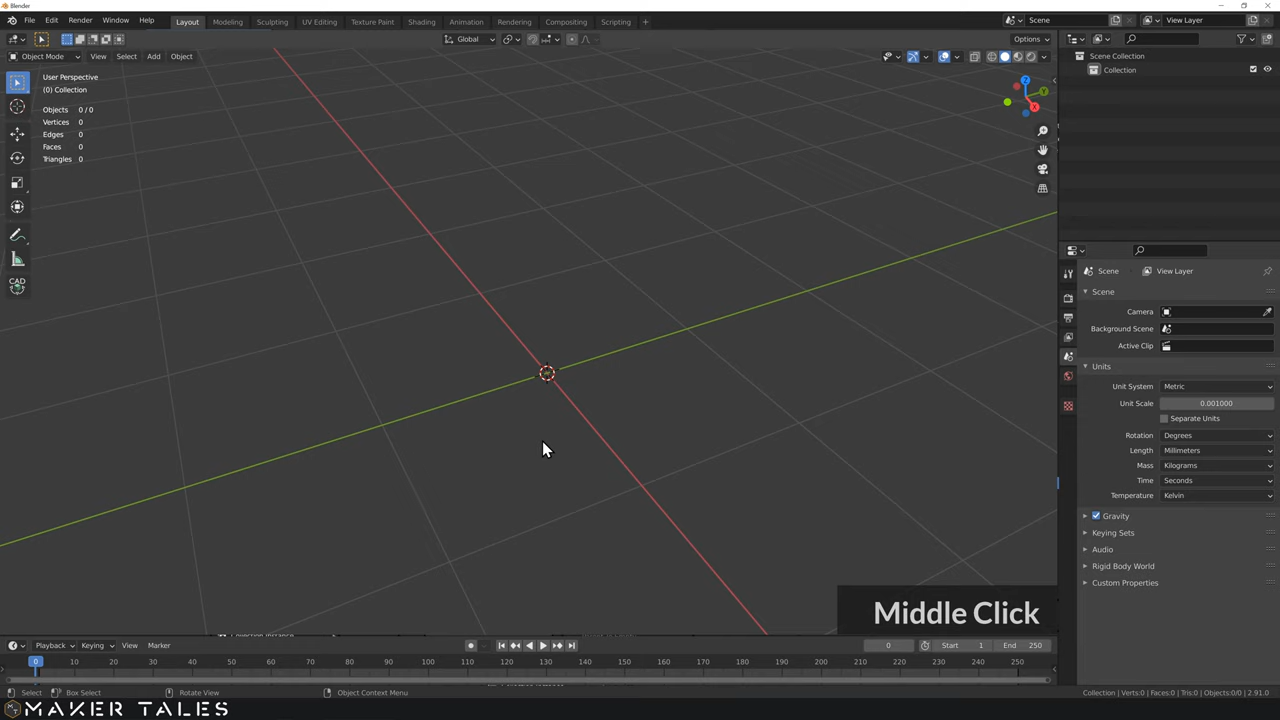 Blender
File Edit Render Window Help Layout Modeling Sculpting UV Editing Texture Paint Shading Animation Rendering Compositing Scripting + Scene View Layer
Global Options
Object Mode View Select Add Object
User Perspective
(0) Collection
Objects 0 / 0
Vertices 0
Edges 0
Faces 0
Triangles 0
CAD
Z
Y
X
Scene Collection
Collection
Scene View Layer
Scene
Camera
Background Scene
Active Clip
Units
Unit System Metric
Unit Scale 0.001000
Separate Units
Rotation Degrees
Length Millimeters
Mass Kilograms
Time Seconds
Temperature Kelvin
Gravity
Keying Sets
Audio
Rigid Body World
Custom Properties
Middle Click
Playback Keying View Marker 0 Start 1 End 250
0 10 20 30 40 50 60 70 80 90 100 110 120 130 140 150 160 170 180 190 200 210 220 230 240 250
Select Box Select Rotate View Object Context Menu Collection | Verts:0 | Faces:0 | Tris:0 | Objects:0/0 | 2.91.0
MAKER TALES